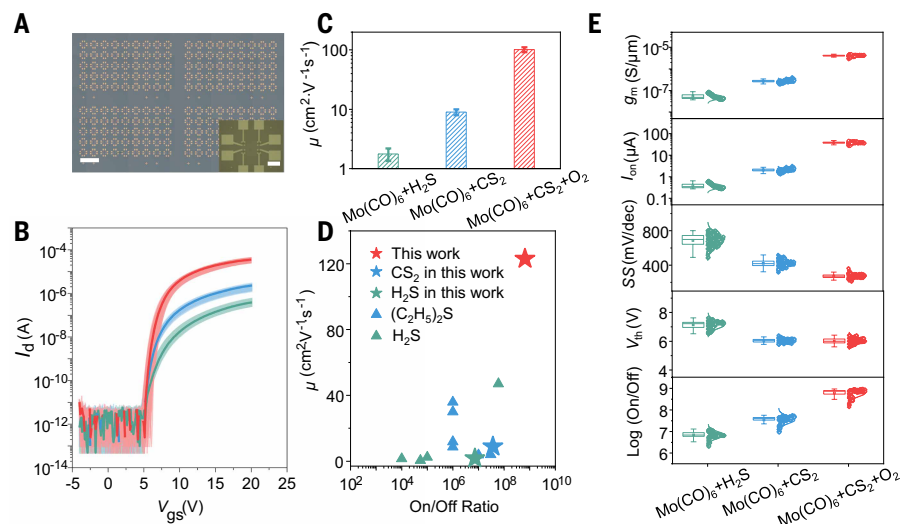 A
B
10⁻⁴
10⁻⁶
10⁻⁸
10⁻¹⁰
10⁻¹²
10⁻¹⁴
I_d (A)
-5
0
5
10
15
20
25
V_gs(V)
C
100
10
1
μ (cm²·V⁻¹s⁻¹)
Mo(CO)₆+H₂S
Mo(CO)₆+CS₂
Mo(CO)₆+CS₂+O₂
D
This work
CS₂ in this work
H₂S in this work
(C₂H₅)₂S
H₂S
120
80
40
0
μ (cm²V⁻¹s⁻¹)
10²
10⁴
10⁶
10⁸
10¹⁰
On/Off Ratio
E
10⁻⁵
10⁻⁷
g_m (S/μm)
100
10
1
0.1
I_on (μA)
800
400
SS (mV/dec)
8
6
4
V_th (V)
9
8
7
6
Log (On/Off)
Mo(CO)₆+H₂S
Mo(CO)₆+CS₂
Mo(CO)₆+CS₂+O₂